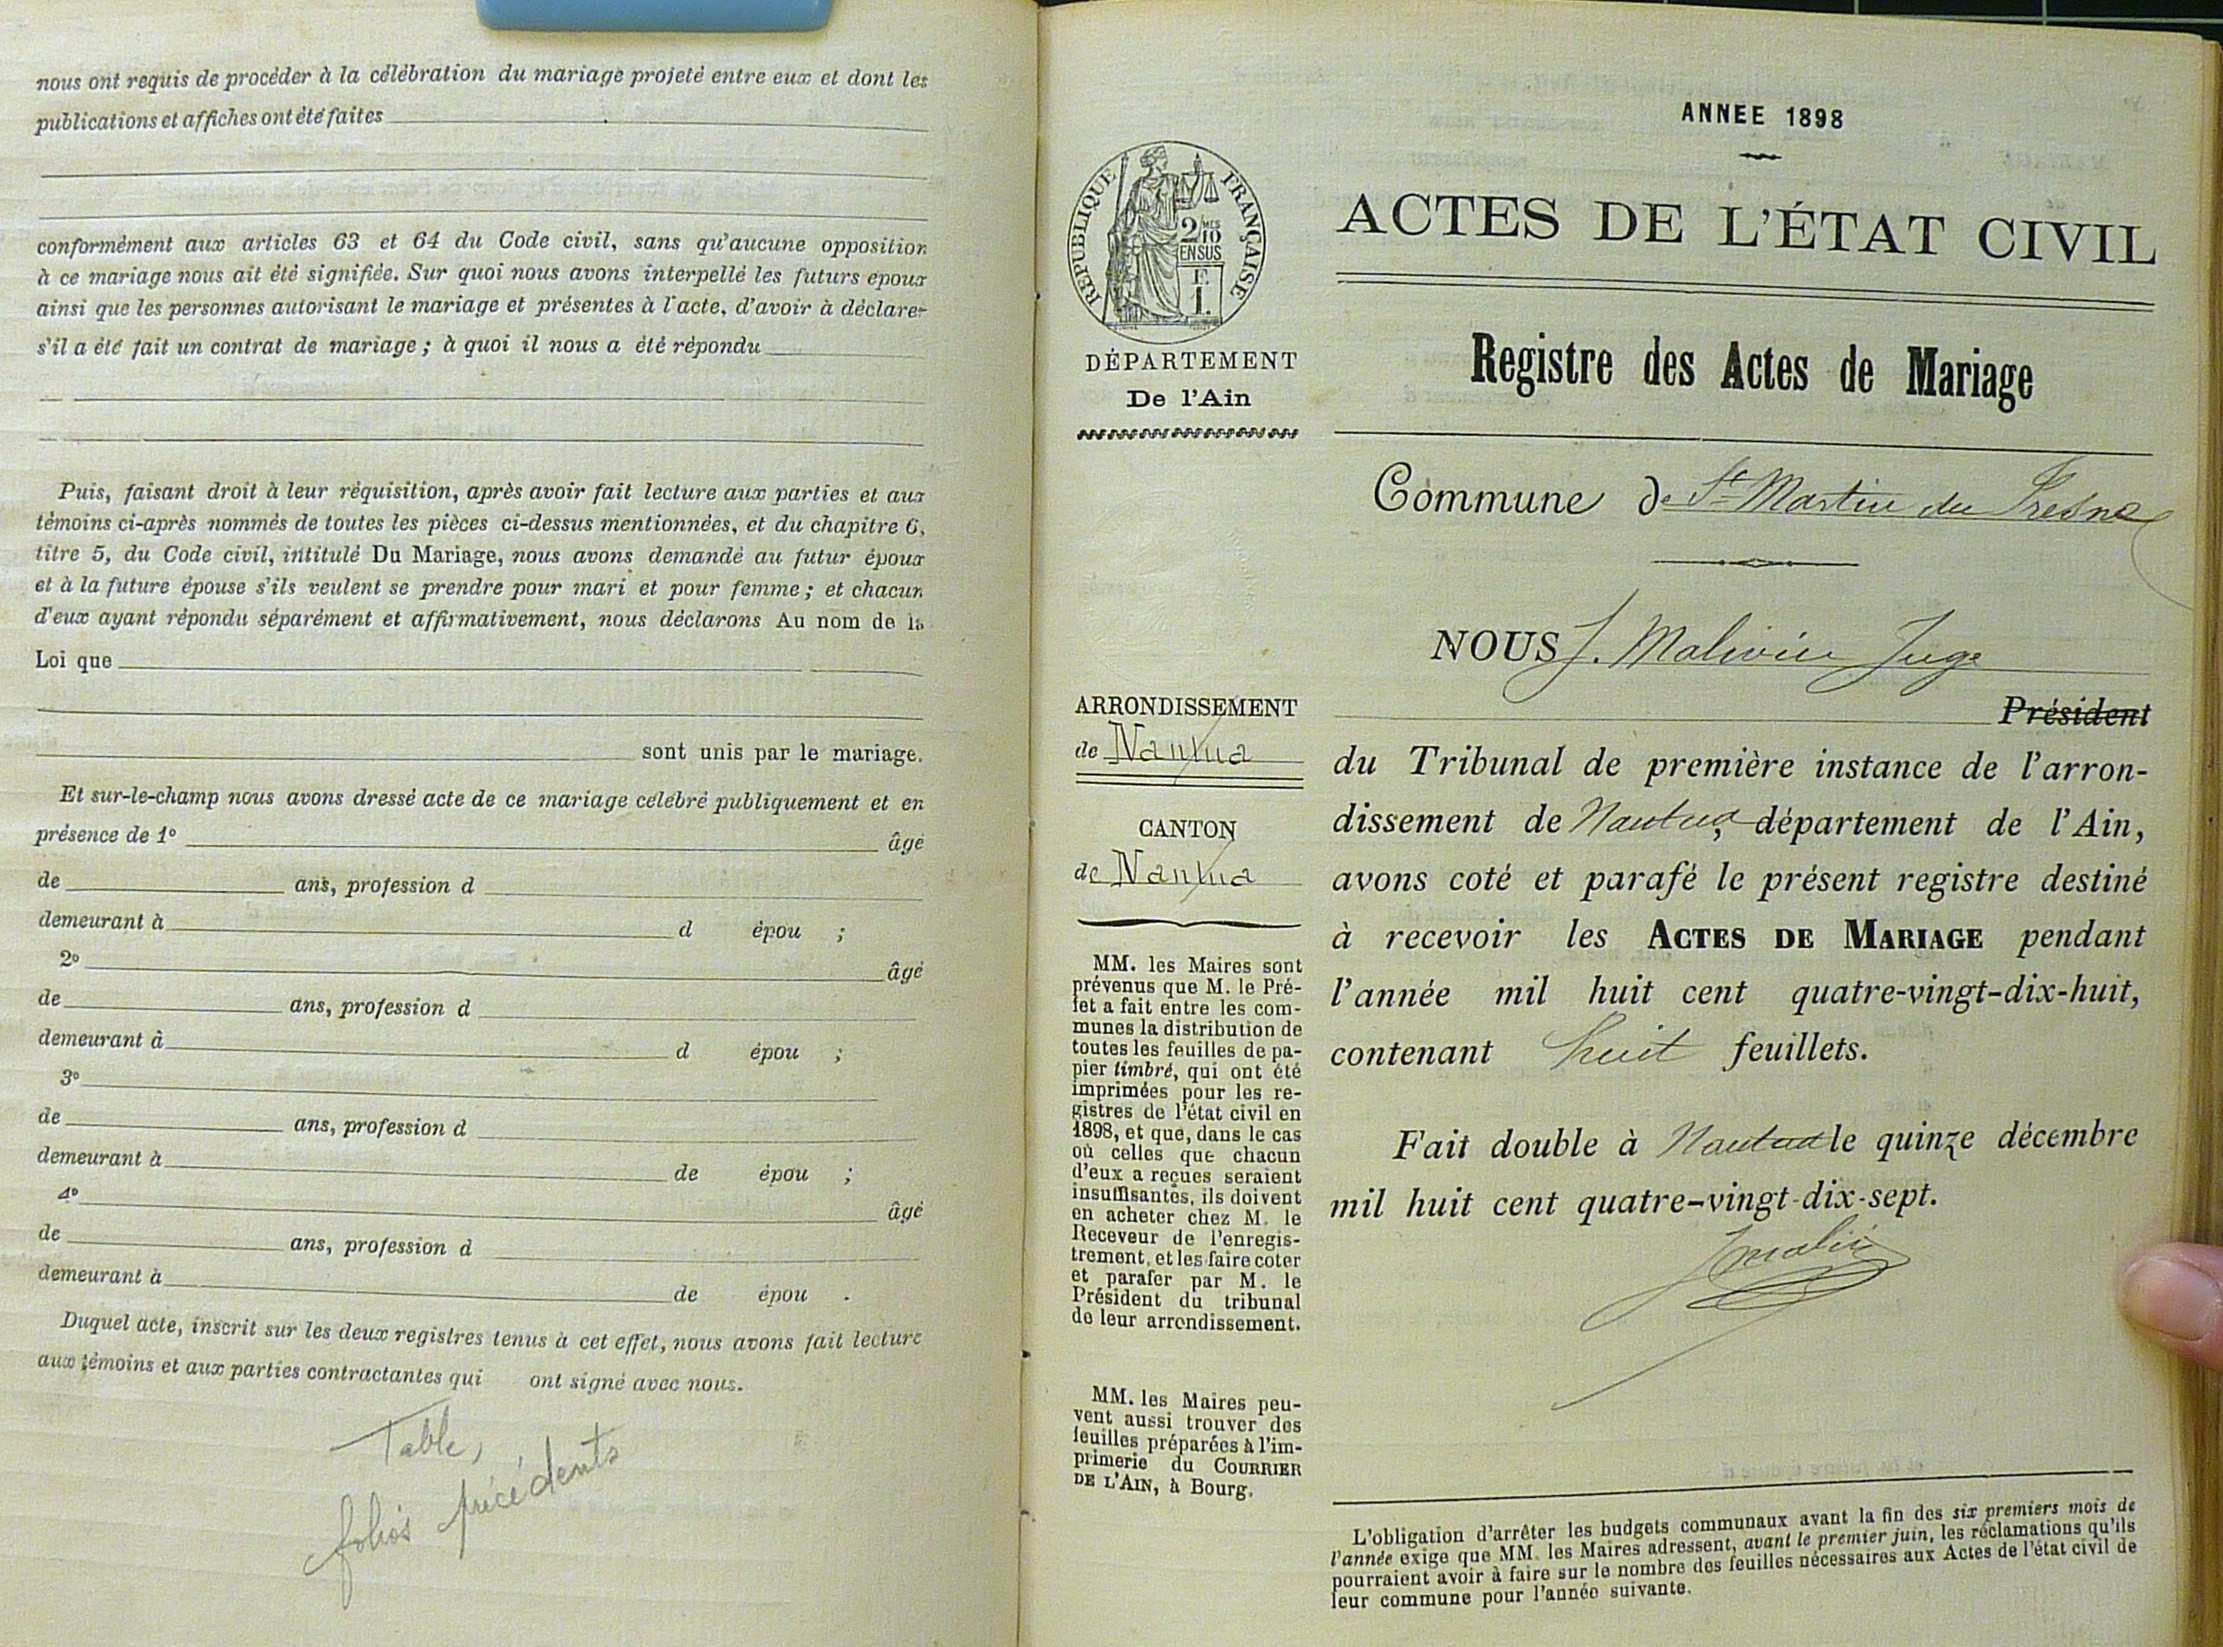 nous ont requis de procéder à la célébration du mariage projeté entre eux et dont les
publications et affiches ont été faites
conformément aux articles 63 et 64 du Code civil, sans qu'aucune opposition
à ce mariage nous ait été signifiée. Sur quoi nous avons interpellé les futurs époux
ainsi que les personnes autorisant le mariage et présentes à l'acte, d'avoir à déclarer
s'il a été fait un contrat de mariage ; à quoi il nous a été répondu
Puis, faisant droit à leur réquisition, après avoir fait lecture aux parties et aux
témoins ci-après nommés de toutes les pièces ci-dessus mentionnées, et du chapitre 6,
titre 5, du Code civil, intitulé Du Mariage, nous avons demandé au futur époux
et à la future épouse s'ils veulent se prendre pour mari et pour femme ; et chacun
d'eux ayant répondu séparément et affirmativement, nous déclarons Au nom de la
Loi que
sont unis par le mariage.
Et sur-le-champ nous avons dressé acte de ce mariage célébré publiquement et en
présence de 1° âgé
de ans, profession d
demeurant à d épou ;
2° âgé
de ans, profession d
demeurant à d épou ;
3°
de ans, profession d
demeurant à de épou ;
4° âgé
de ans, profession d
demeurant à de épou .
Duquel acte, inscrit sur les deux registres tenus à cet effet, nous avons fait lecture
aux témoins et aux parties contractantes qui ont signé avec nous.
Table,
folios précédents
RÉPUBLIQUE FRANÇAISE
2/10 MES
EN SUS
E.
1.
DÉPARTEMENT
De l'Ain
ARRONDISSEMENT
de Nantua
CANTON
de Nantua
MM. les Maires sont
prévenus que M. le Pré-
fet a fait entre les com-
munes la distribution de
toutes les feuilles de pa-
pier timbré, qui ont été
imprimées pour les re-
gistres de l'état civil en
1898, et que, dans le cas
où celles que chacun
d'eux a reçues seraient
insuffisantes, ils doivent
en acheter chez M. le
Receveur de l'enregis-
trement, et les faire coter
et parafer par M. le
Président du tribunal
de leur arrondissement.
MM. les Maires peu-
vent aussi trouver des
feuilles préparées à l'im-
primerie du COURRIER
DE L'AIN, à Bourg.
ANNEE 1898
ACTES DE L'ÉTAT CIVIL
Registre des Actes de Mariage
Commune de St Martin du Fresne
NOUS J. Malivin Juge
Président
du Tribunal de première instance de l'arron-
dissement de Nantua, département de l'Ain,
avons coté et parafé le présent registre destiné
à recevoir les ACTES DE MARIAGE pendant
l'année mil huit cent quatre-vingt-dix-huit,
contenant huit feuillets.
Fait double à Nantua le quinze décembre
mil huit cent quatre-vingt-dix-sept.
L'obligation d'arrêter les budgets communaux avant la fin des six premiers mois de
l'année exige que MM. les Maires adressent, avant le premier juin, les réclamations qu'ils
pourraient avoir à faire sur le nombre des feuilles nécessaires aux Actes de l'état civil de
leur commune pour l'année suivante.